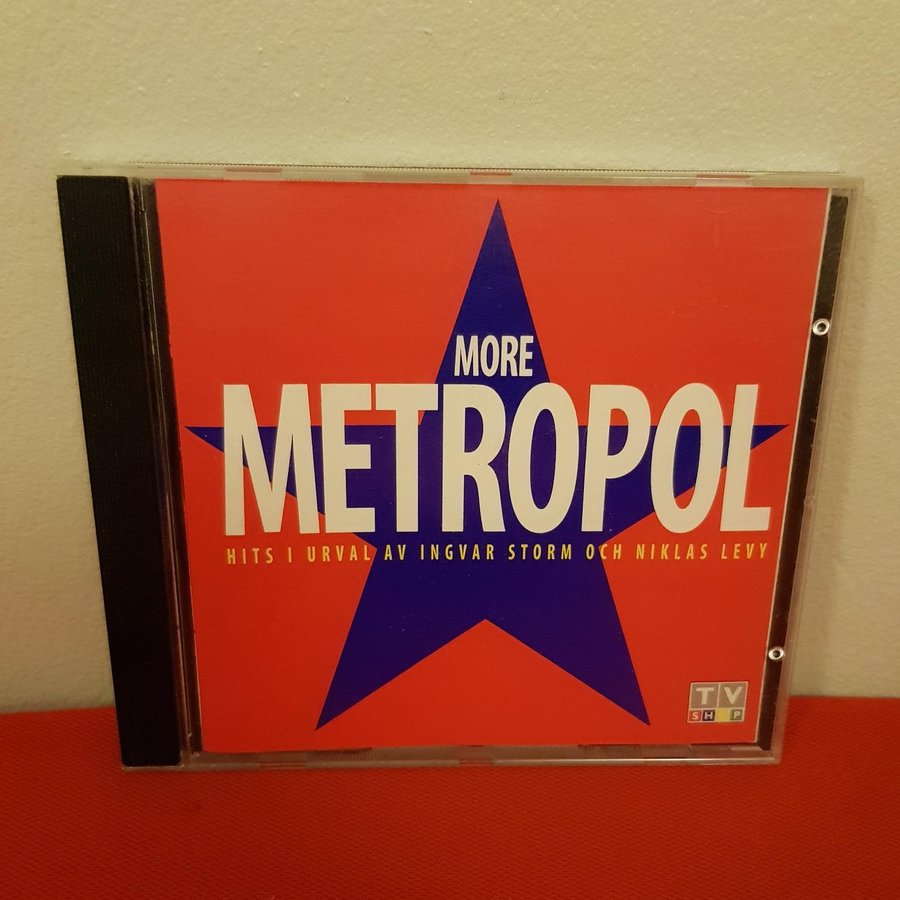 MORE
METROPOL
HITS I URVAL AV INGVAR STORM OCH NIKLAS LEVY
TV
SHOP